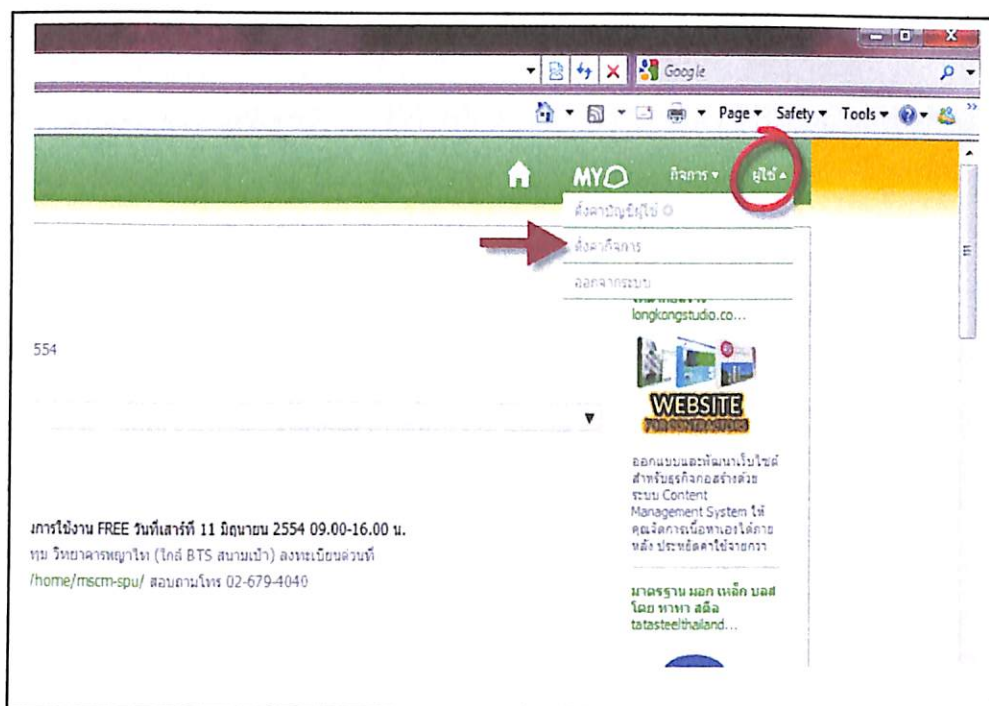 Google
Page Safety Tools
MYO กิจการ ผู้ใช้
ตั้งค่าบัญชีผู้ใช้
ตั้งค่ากิจการ
ออกจากระบบ
longkongstudio.co...
554
WEBSITE
FOR CONTRACTORS
ออกแบบและพัฒนาเว็บไซต์
สำหรับธุรกิจก่อสร้างด้วย
ระบบ Content
Management System ให้
คุณจัดการเนื้อหาเองได้ภาย
หลัง ประหยัดค่าใช้จ่ายกว่า
มการใช้งาน FREE วันที่เสาร์ที่ 11 มิถุนายน 2554 09.00-16.00 น.
ทุม วิทยาคารพญาไท (ใกล้ BTS สนามเป้า) ลงทะเบียนด่วนที่
/home/mscm-spu/ สอบถามโทร 02-679-4040
มาตรฐาน มอก เหล็ก บลส
โดย ทาทา สตีล
tatasteelthailand...